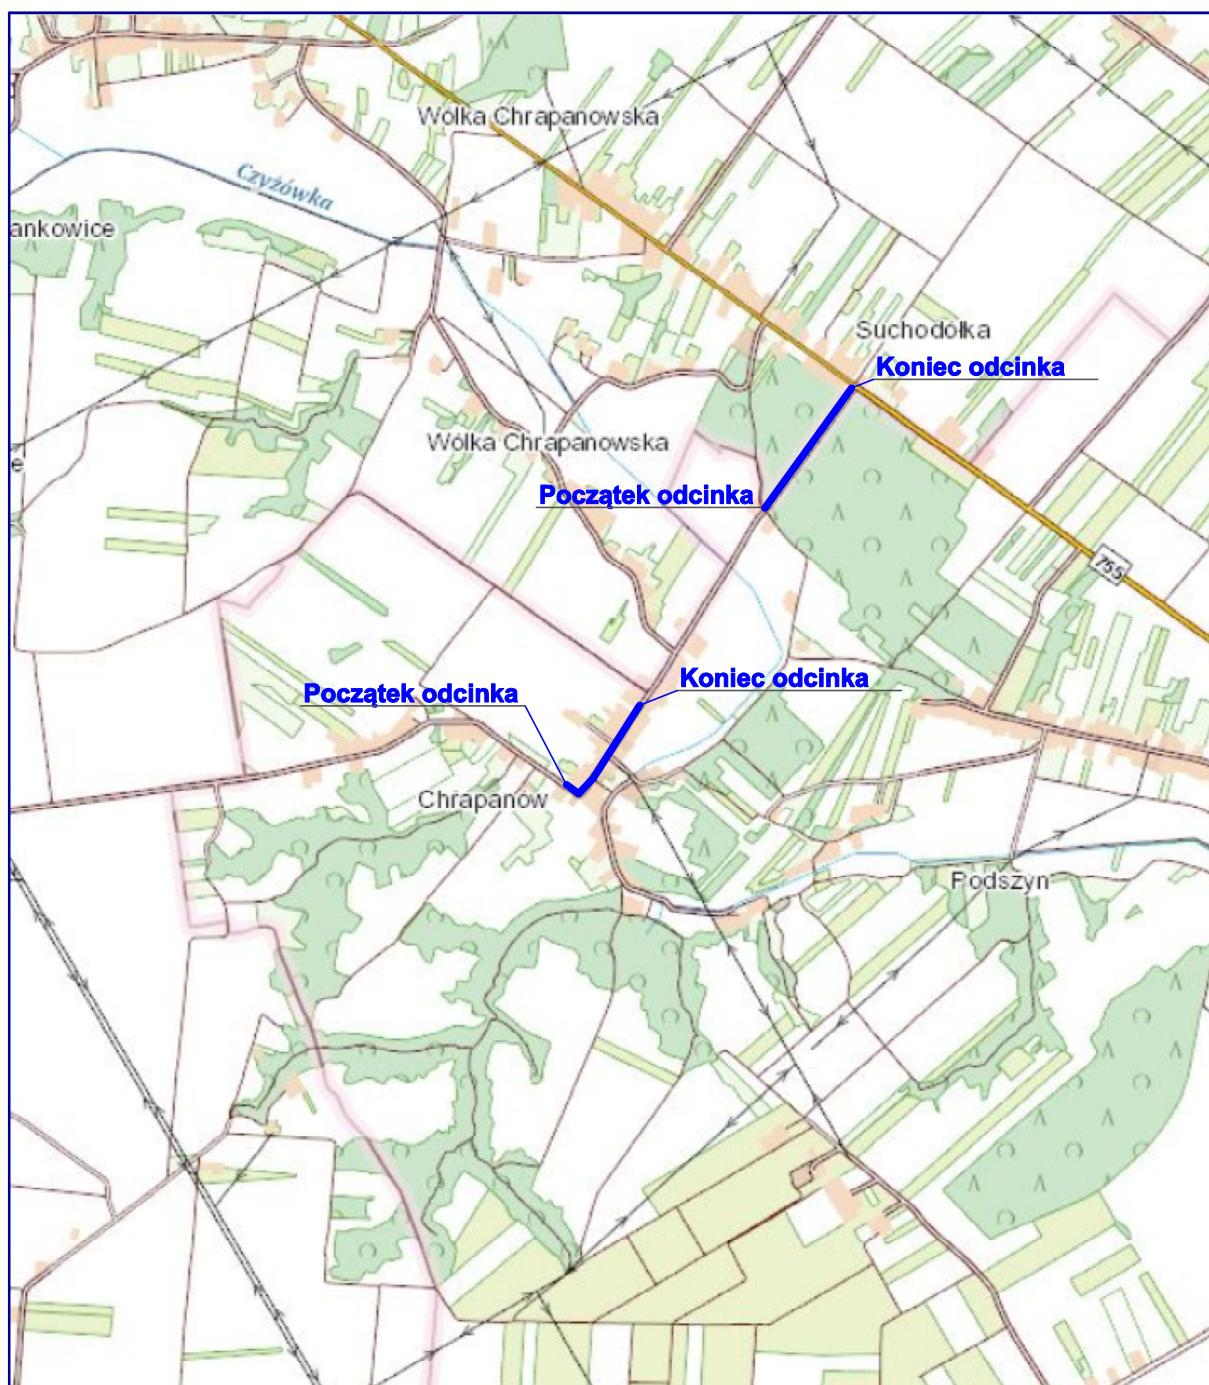 Wólka Chrapanowska
Czyżówka
ankowice
Suchodółka
Koniec odcinka
Wólka Chrapanowska
e
Początek odcinka
755
Koniec odcinka
Początek odcinka
Chrapanów
Podszyn